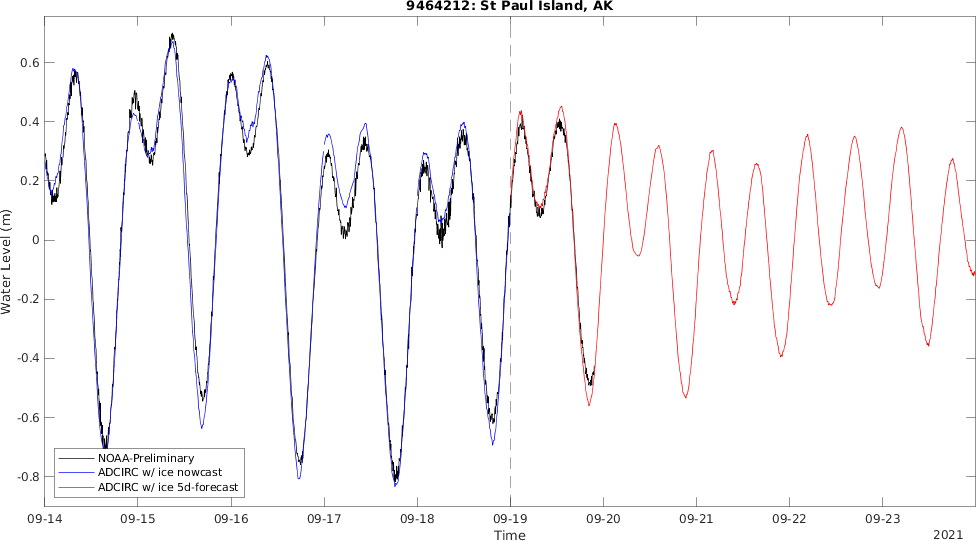 9464212: St Paul Island, AK
0.6
0.4
0.2
0
-0.2
-0.4
-0.6
-0.8
Water Level (m)
NOAA-Preliminary
ADCIRC w/ ice nowcast
ADCIRC w/ ice 5d-forecast
09-14 09-15 09-16 09-17 09-18 09-19 09-20 09-21 09-22 09-23
Time
2021